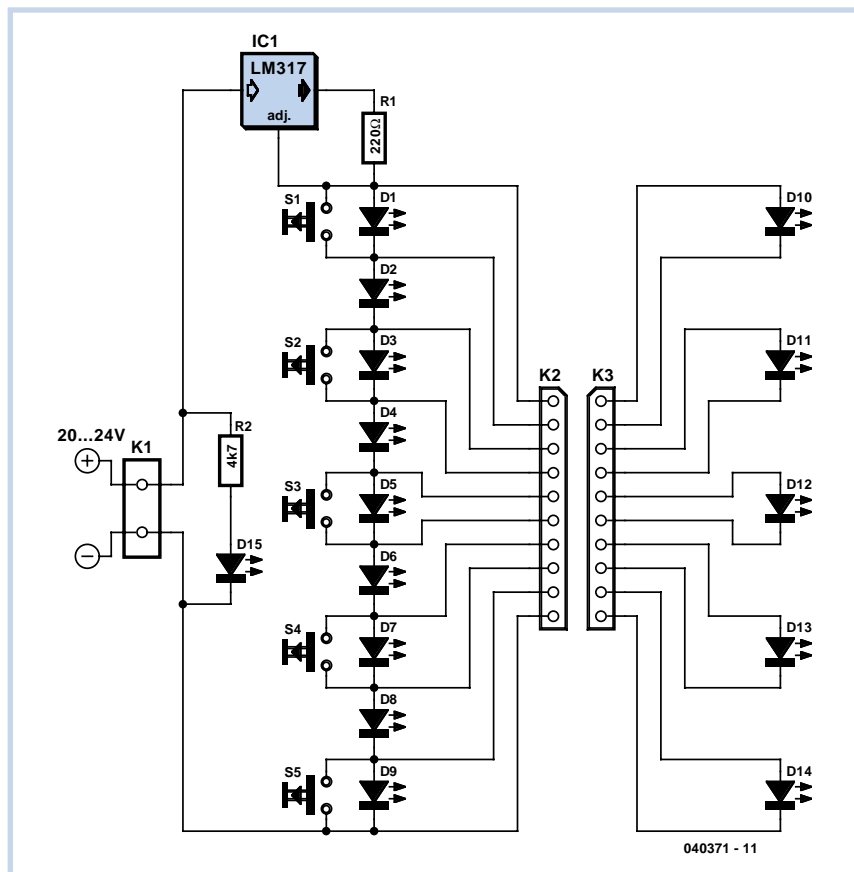 IC1
LM317
adj.
R1
220Ω
S1
D1
D10
D2
S2
D3
D11
K2
K3
D4
R2
4k7
20...24V
K1
+
S3
D5
D12
−
D15
D6
S4
D7
D13
D8
S5
D9
D14
040371 - 11